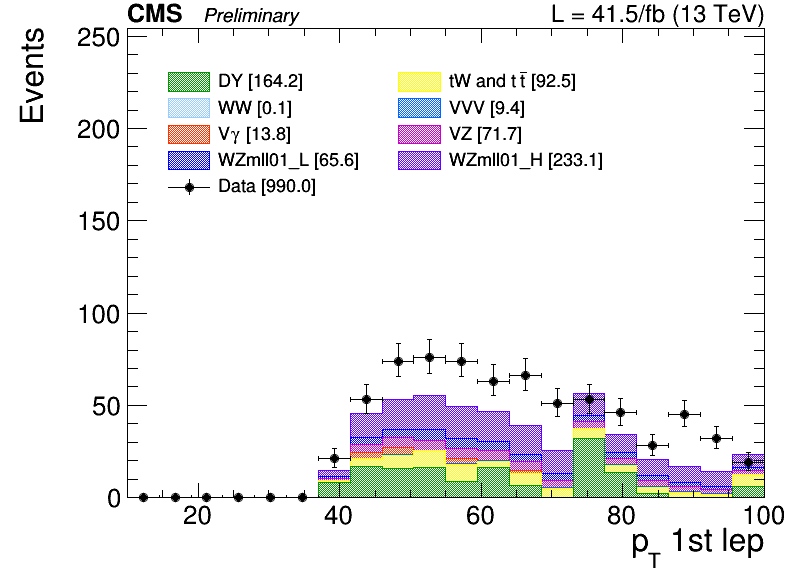 CMS Preliminary L = 41.5/fb (13 TeV)
Events
250
200
150
100
50
0
DY [164.2]
tW and tt̅ [92.5]
WW [0.1]
VVV [9.4]
Vγ [13.8]
VZ [71.7]
WZmll01_L [65.6]
WZmll01_H [233.1]
Data [990.0]
20 40 60 80 100
p_T 1st lep